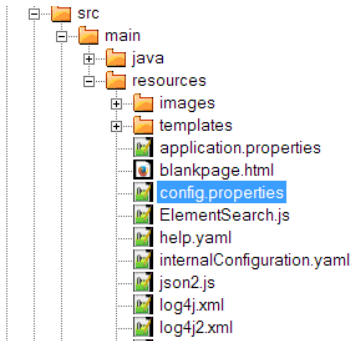 src
main
java
resources
images
templates
application.properties
blankpage.html
config.properties
ElementSearch.js
help.yaml
internalConfiguration.yaml
json2.js
log4j.xml
log4j2.xml